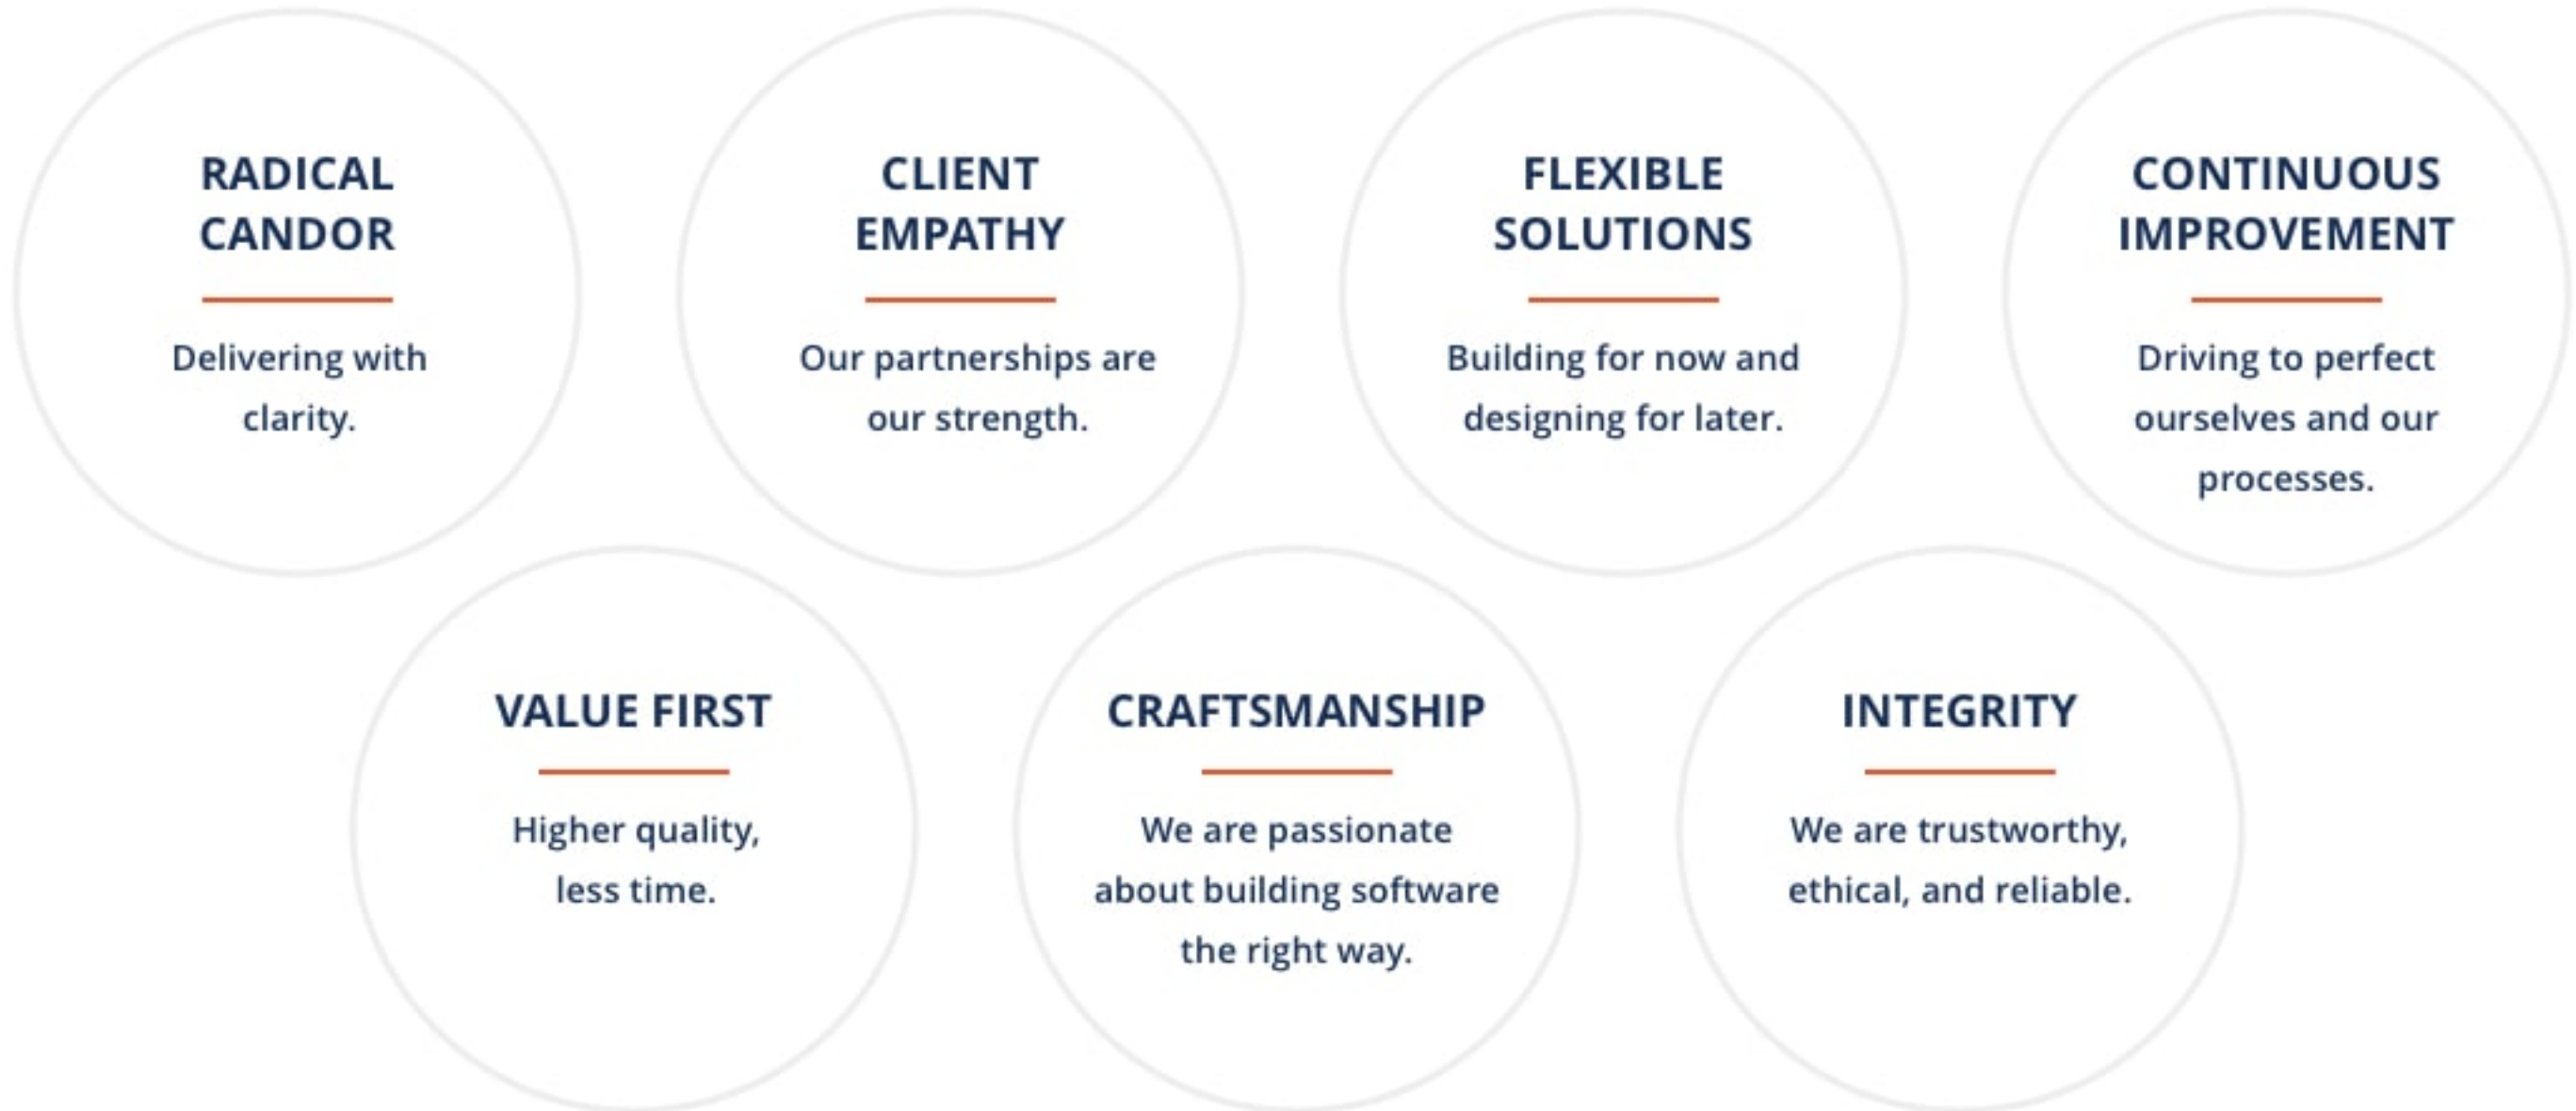 RADICAL
CANDOR
Delivering with
clarity.
CLIENT
EMPATHY
Our partnerships are
our strength.
FLEXIBLE
SOLUTIONS
Building for now and
designing for later.
CONTINUOUS
IMPROVEMENT
Driving to perfect
ourselves and our
processes.
VALUE FIRST
Higher quality,
less time.
CRAFTSMANSHIP
We are passionate
about building software
the right way.
INTEGRITY
We are trustworthy,
ethical, and reliable.